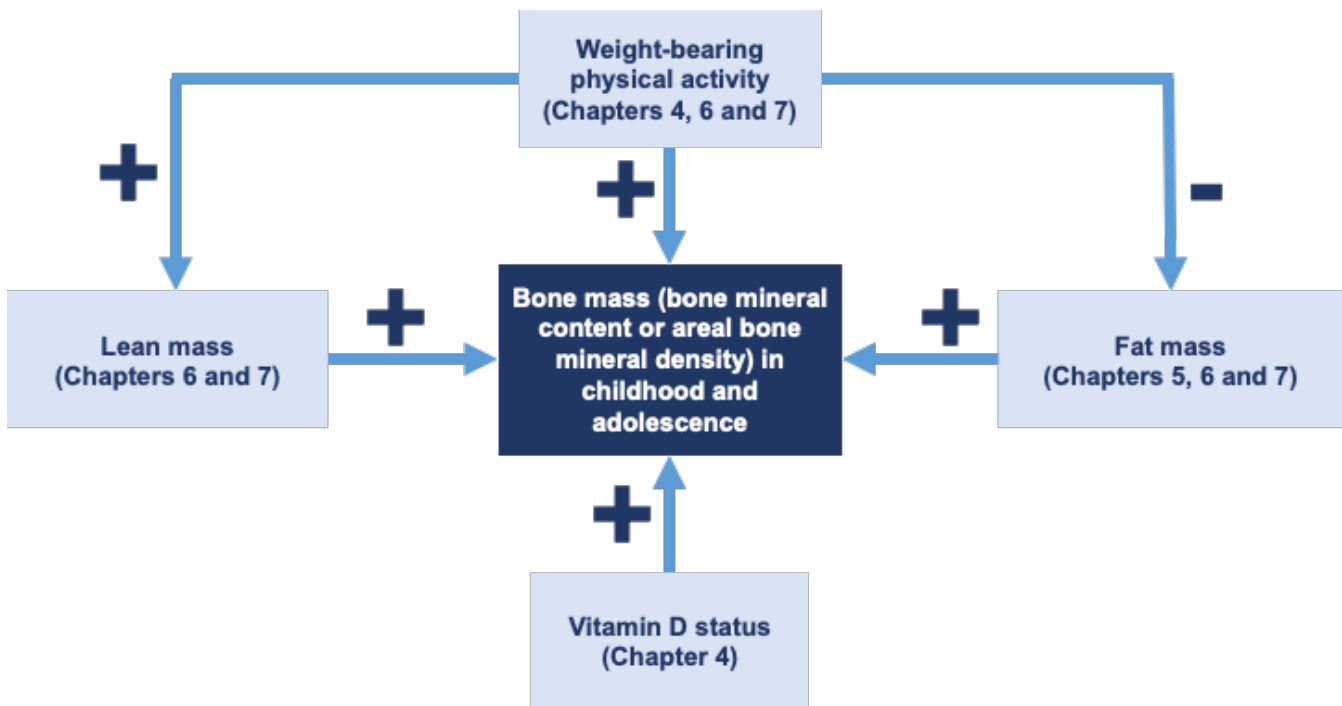 Weight-bearing
physical activity
(Chapters 4, 6 and 7)
+
+
-
Lean mass
(Chapters 6 and 7)
+
Bone mass (bone mineral
content or areal bone
mineral density) in
childhood and
adolescence
+
Fat mass
(Chapters 5, 6 and 7)
+
Vitamin D status
(Chapter 4)